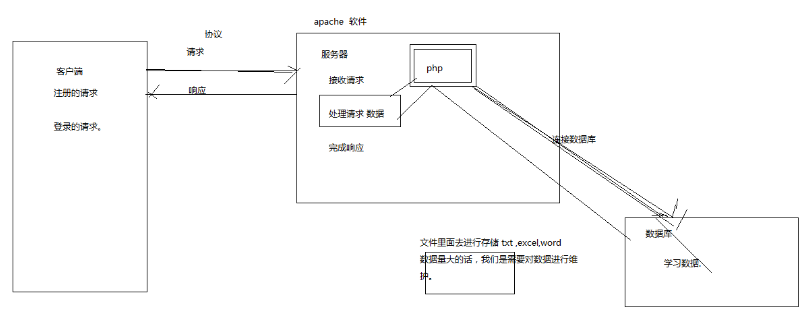 apache 软件
协议
请求
服务器
php
客户端
接收请求
注册的请求
响应
处理请求 数据
登录的请求。
连接数据库
完成响应
数据库
文件里面去进行存储 txt ,excel,word
数据量大的话，我们是需要对数据进行维
护。
学习数据.